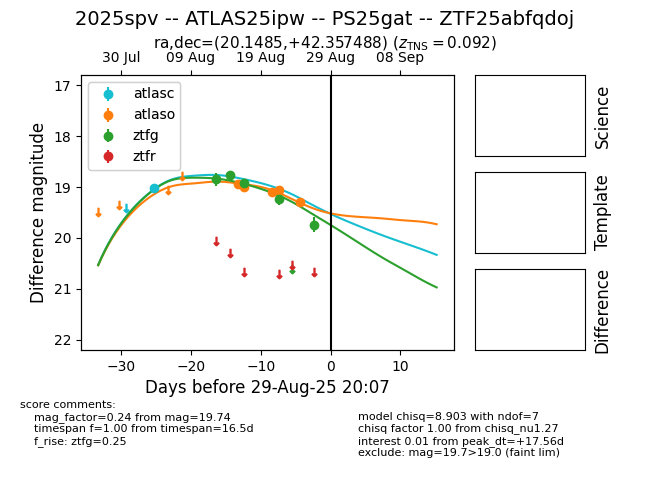 2025spv -- ATLAS25ipw -- PS25gat -- ZTF25abfqdoj
ra,dec=(20.1485,+42.357488) (z_TNS = 0.092)
30 Jul 09 Aug 19 Aug 29 Aug 08 Sep
atlasc
atlaso
ztfg
ztfr
17
18
19
20
21
22
Difference magnitude
−30 −20 −10 0 10
Days before 29-Aug-25 20:07
Science
Template
Difference
score comments:
mag_factor=0.24 from mag=19.74
timespan f=1.00 from timespan=16.5d
f_rise: ztfg=0.25
model chisq=8.903 with ndof=7
chisq factor 1.00 from chisq_nu1.27
interest 0.01 from peak_dt=+17.56d
exclude: mag=19.7>19.0 (faint lim)